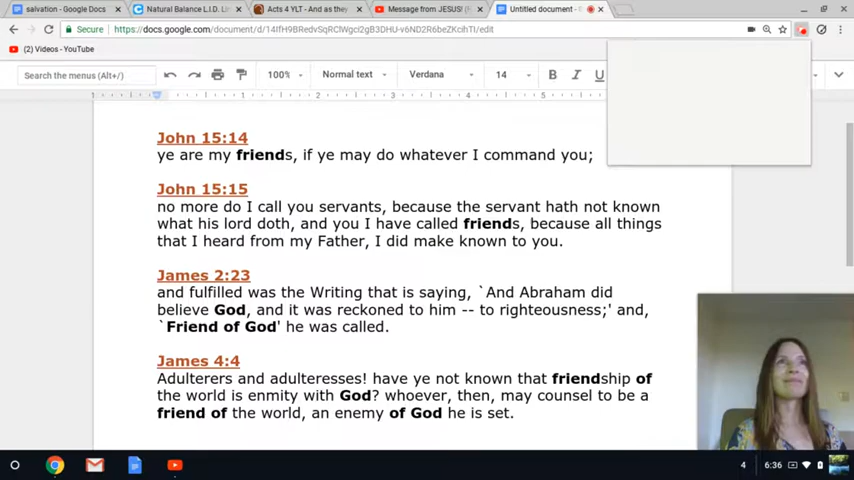 salvation - Google Docs
Natural Balance L.I.D. Lim
Acts 4 YLT - And as they
Message from JESUS! (F
Untitled document -
Secure
https://docs.google.com/document/d/
/edit
(2) Videos - YouTube
Search the menus (Alt+/)
100%
Normal text
Verdana
14
B
I
U
1
1
2
3
4
5
John 15:14
ye are my friends, if ye may do whatever I command you;
John 15:15
no more do I call you servants, because the servant hath not known
what his lord doth, and you I have called friends, because all things
that I heard from my Father, I did make known to you.
James 2:23
and fulfilled was the Writing that is saying, `And Abraham did
believe God, and it was reckoned to him -- to righteousness;' and,
`Friend of God' he was called.
James 4:4
Adulterers and adulteresses! have ye not known that friendship of
the world is enmity with God? whoever, then, may counsel to be a
friend of the world, an enemy of God he is set.
4
6:36